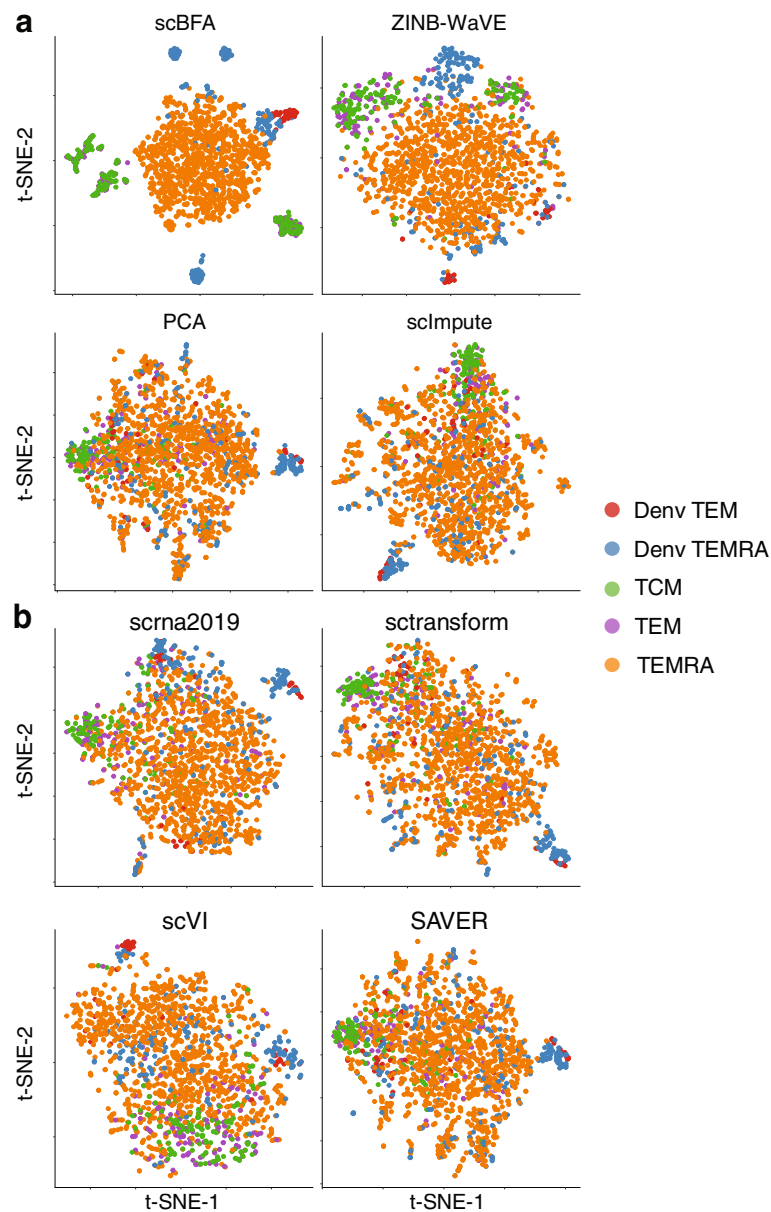 a
scBFA
ZINB-WaVE
t-SNE-2
PCA
scImpute
t-SNE-2
Denv TEM
Denv TEMRA
TCM
TEM
TEMRA
b
scrna2019
sctransform
t-SNE-2
scVI
SAVER
t-SNE-2
t-SNE-1
t-SNE-1